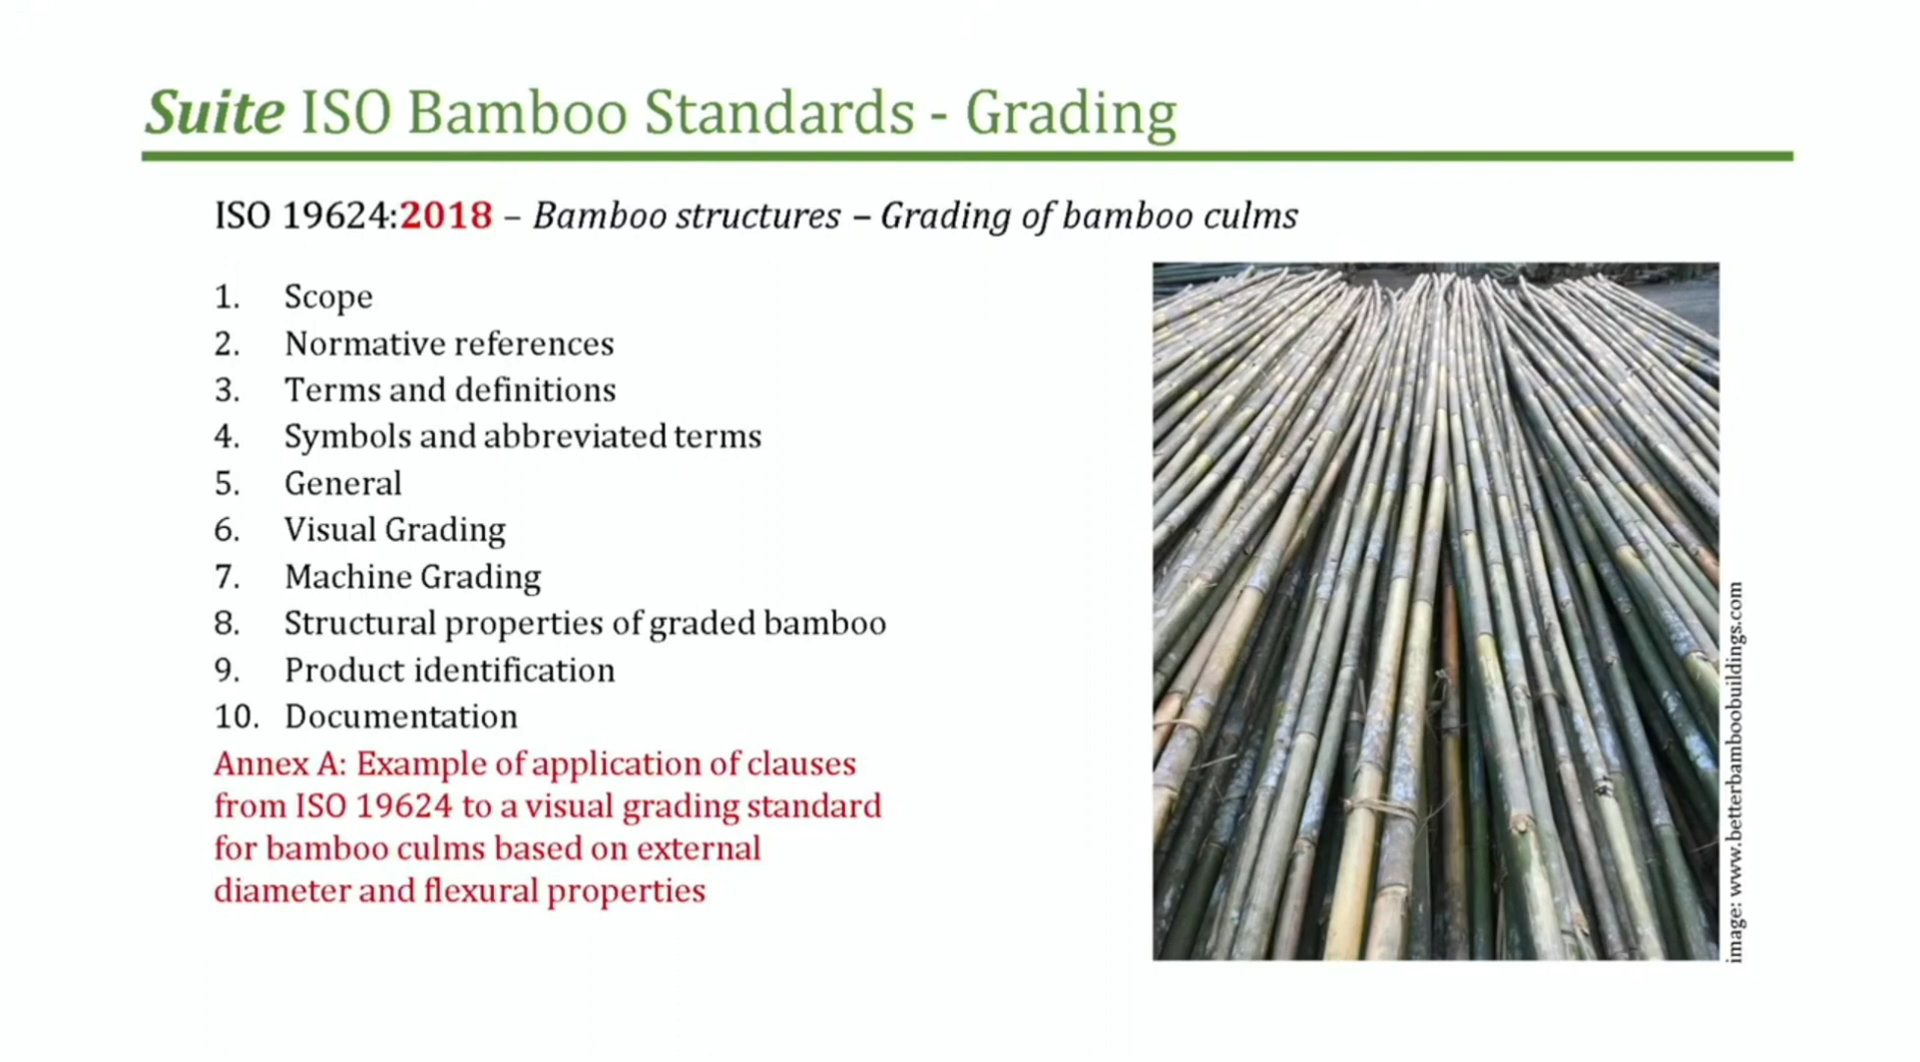 Suite ISO Bamboo Standards - Grading
ISO 19624:2018 – Bamboo structures – Grading of bamboo culms
1. Scope
2. Normative references
3. Terms and definitions
4. Symbols and abbreviated terms
5. General
6. Visual Grading
7. Machine Grading
8. Structural properties of graded bamboo
9. Product identification
10. Documentation
Annex A: Example of application of clauses
from ISO 19624 to a visual grading standard
for bamboo culms based on external
diameter and flexural properties
image: www.betterbamboobuildings.com